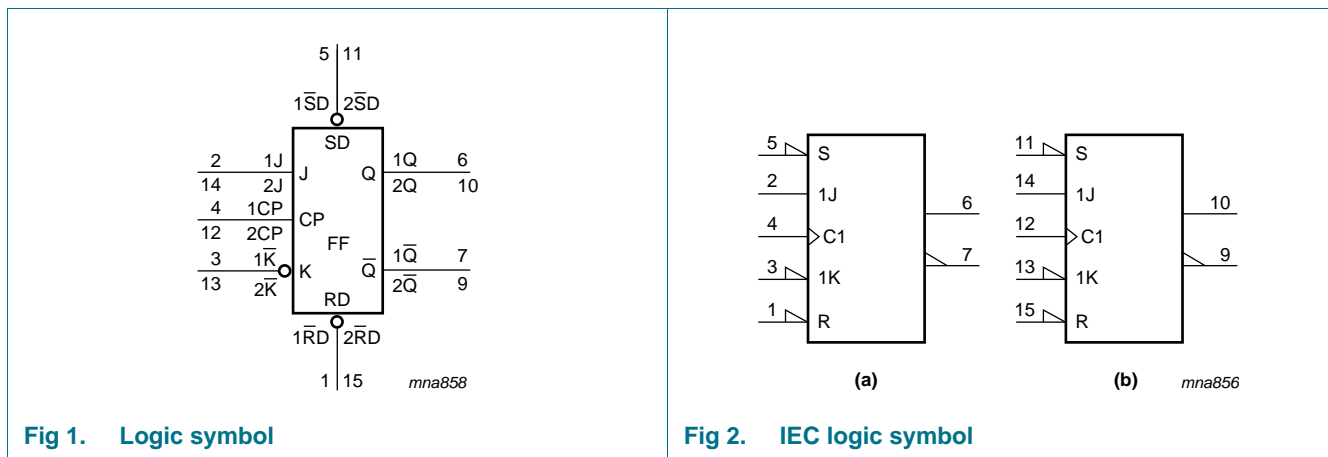 5 11
1S̅D 2S̅D
SD
2 1J J Q 1Q 6
14 2J 2Q 10
4 1CP CP
12 2CP
FF
3 1K̅ K Q̅ 1Q̅ 7
13 2K̅ 2Q̅ 9
RD
1R̅D 2R̅D
1 15 mna858
Fig 1. Logic symbol
5 S
2 1J
6
4 C1
7
3 1K
1 R
(a)
11 S
14 1J
10
12 C1
9
13 1K
15 R
(b) mna856
Fig 2. IEC logic symbol